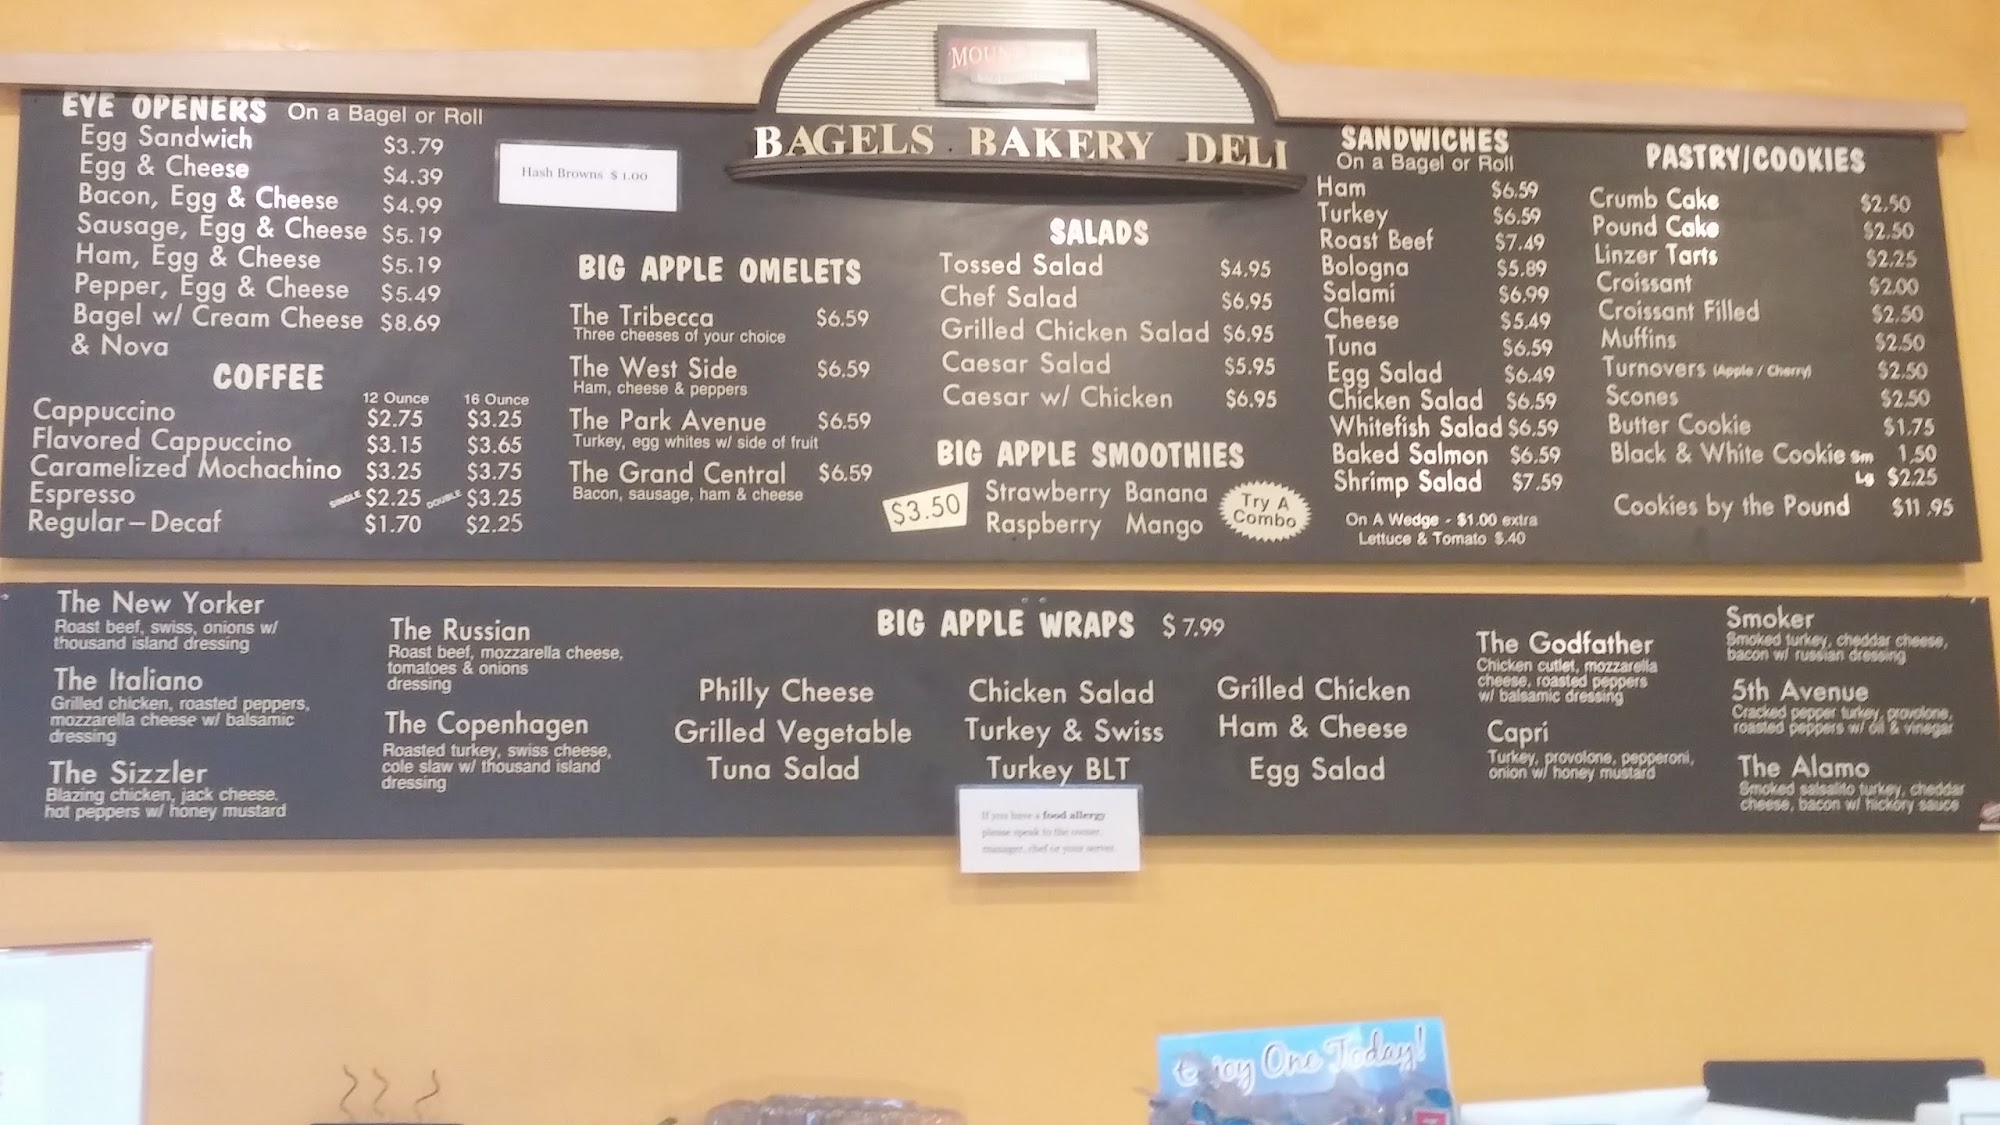 MOUN
BAGELS . BAKERY DELI
EYE OPENERS On a Bagel or Roll
Egg Sandwich $3.79
Egg & Cheese $4.39
Bacon, Egg & Cheese $4.99
Sausage, Egg & Cheese $5.19
Ham, Egg & Cheese $5.19
Pepper, Egg & Cheese $5.49
Bagel w/ Cream Cheese $8.69
& Nova
COFFEE
12 Ounce 16 Ounce
Cappuccino $2.75 $3.25
Flavored Cappuccino $3.15 $3.65
Caramelized Mochachino $3.25 $3.75
Espresso SINGLE $2.25 DOUBLE $3.25
Regular – Decaf $1.70 $2.25
Hash Browns $ 1.00
BIG APPLE OMELETS
The Tribecca $6.59
Three cheeses of your choice
The West Side $6.59
Ham, cheese & peppers
The Park Avenue $6.59
Turkey, egg whites w/ side of fruit
The Grand Central $6.59
Bacon, sausage, ham & cheese
SALADS
Tossed Salad $4.95
Chef Salad $6.95
Grilled Chicken Salad $6.95
Caesar Salad $5.95
Caesar w/ Chicken $6.95
BIG APPLE SMOOTHIES
$3.50
Strawberry Banana
Raspberry Mango
Try A
Combo
SANDWICHES
On a Bagel or Roll
Ham $6.59
Turkey $6.59
Roast Beef $7.49
Bologna $5.89
Salami $6.99
Cheese $5.49
Tuna $6.59
Egg Salad $6.49
Chicken Salad $6.59
Whitefish Salad $6.59
Baked Salmon $6.59
Shrimp Salad $7.59
On A Wedge - $1.00 extra
Lettuce & Tomato $.40
PASTRY/COOKIES
Crumb Cake $2.50
Pound Cake $2.50
Linzer Tarts $2.25
Croissant $2.00
Croissant Filled $2.50
Muffins $2.50
Turnovers (Apple / Cherry) $2.50
Scones $2.50
Butter Cookie $1.75
Black & White Cookie Sm 1.50
Lg $2.25
Cookies by the Pound $11.95
The New Yorker
Roast beef, swiss, onions w/
thousand island dressing
The Italiano
Grilled chicken, roasted peppers,
mozzarella cheese w/ balsamic
dressing
The Sizzler
Blazing chicken, jack cheese,
hot peppers w/ honey mustard
The Russian
Roast beef, mozzarella cheese,
tomatoes & onions
dressing
The Copenhagen
Roasted turkey, swiss cheese,
cole slaw w/ thousand island
dressing
BIG APPLE WRAPS $ 7.99
Philly Cheese
Grilled Vegetable
Tuna Salad
Chicken Salad
Turkey & Swiss
Turkey BLT
Grilled Chicken
Ham & Cheese
Egg Salad
If you have a food allergy
please speak to the owner,
manager, chef or your server.
The Godfather
Chicken cutlet, mozzarella
cheese, roasted peppers
w/ balsamic dressing
Capri
Turkey, provolone, pepperoni,
onion w/ honey mustard
Smoker
Smoked turkey, cheddar cheese,
bacon w/ russian dressing
5th Avenue
Cracked pepper turkey, provolone,
roasted peppers w/ oil & vinegar
The Alamo
Smoked salsalito turkey, cheddar
cheese, bacon w/ hickory sauce
Enjoy One Today!